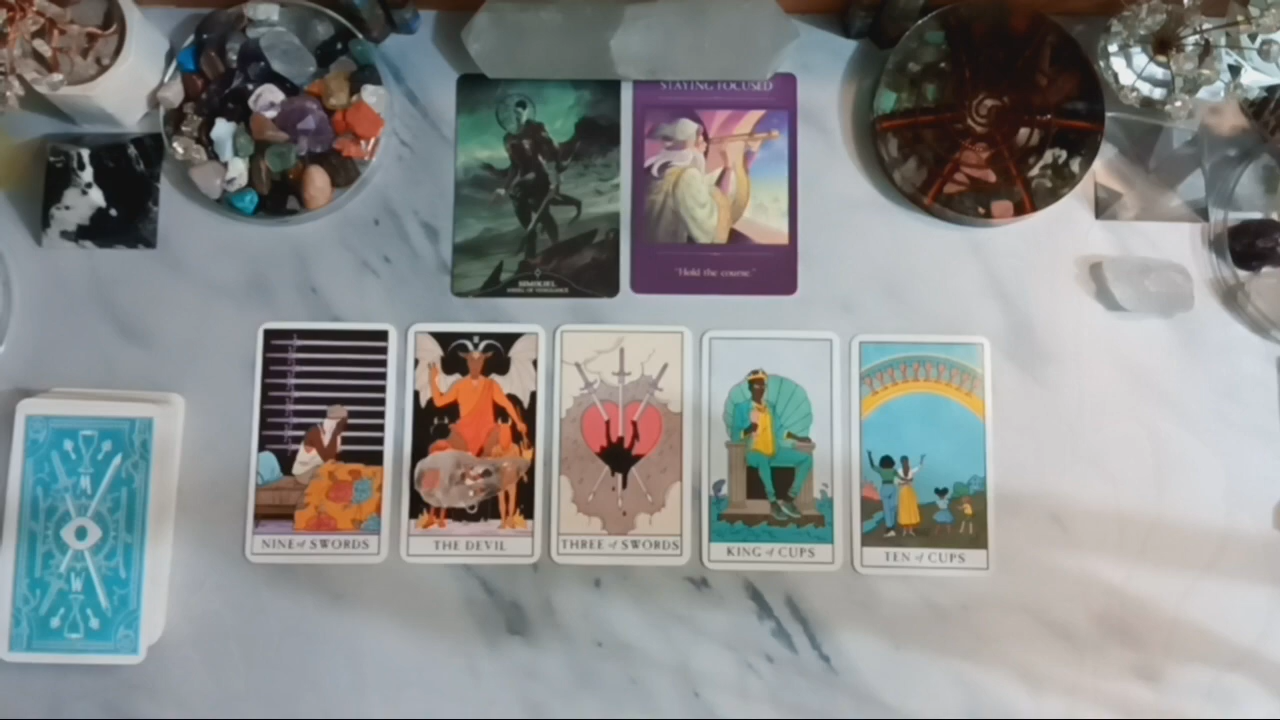 STAYING FOCUSED
"Hold the course."
NINE of SWORDS
THE DEVIL
THREE of SWORDS
KING of CUPS
TEN of CUPS